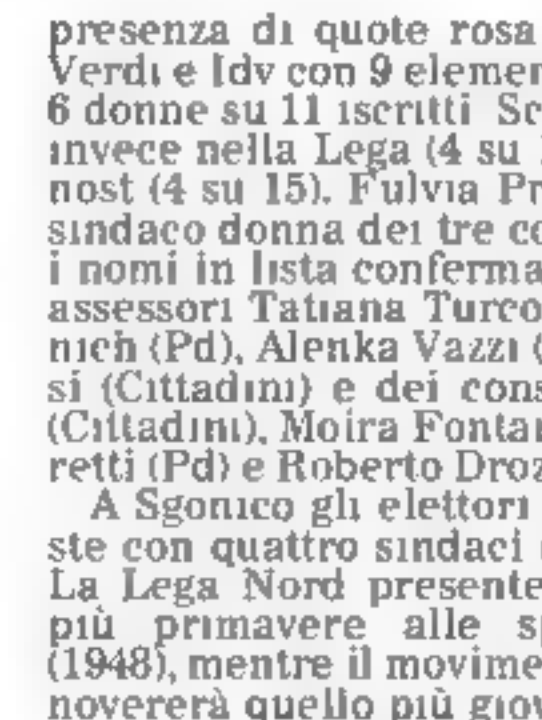 presenza di quote rosa
Verdi e Idv con 9 elemen
6 donne su 11 iscritti Sc
invece nella Lega (4 su
nost (4 su 15). Fulvia Pr
sindaco donna dei tre co
i nomi in lista conferma
assessori Tatiana Turco
nich (Pd), Alenka Vazzi (
si (Cittadini) e dei cons
(Cittadini), Moira Fontan
retti (Pd) e Roberto Droz
A Sgonico gli elettori
ste con quattro sindaci
La Lega Nord presente
più primavere alle sp
(1948), mentre il movime
novererà quello più giov